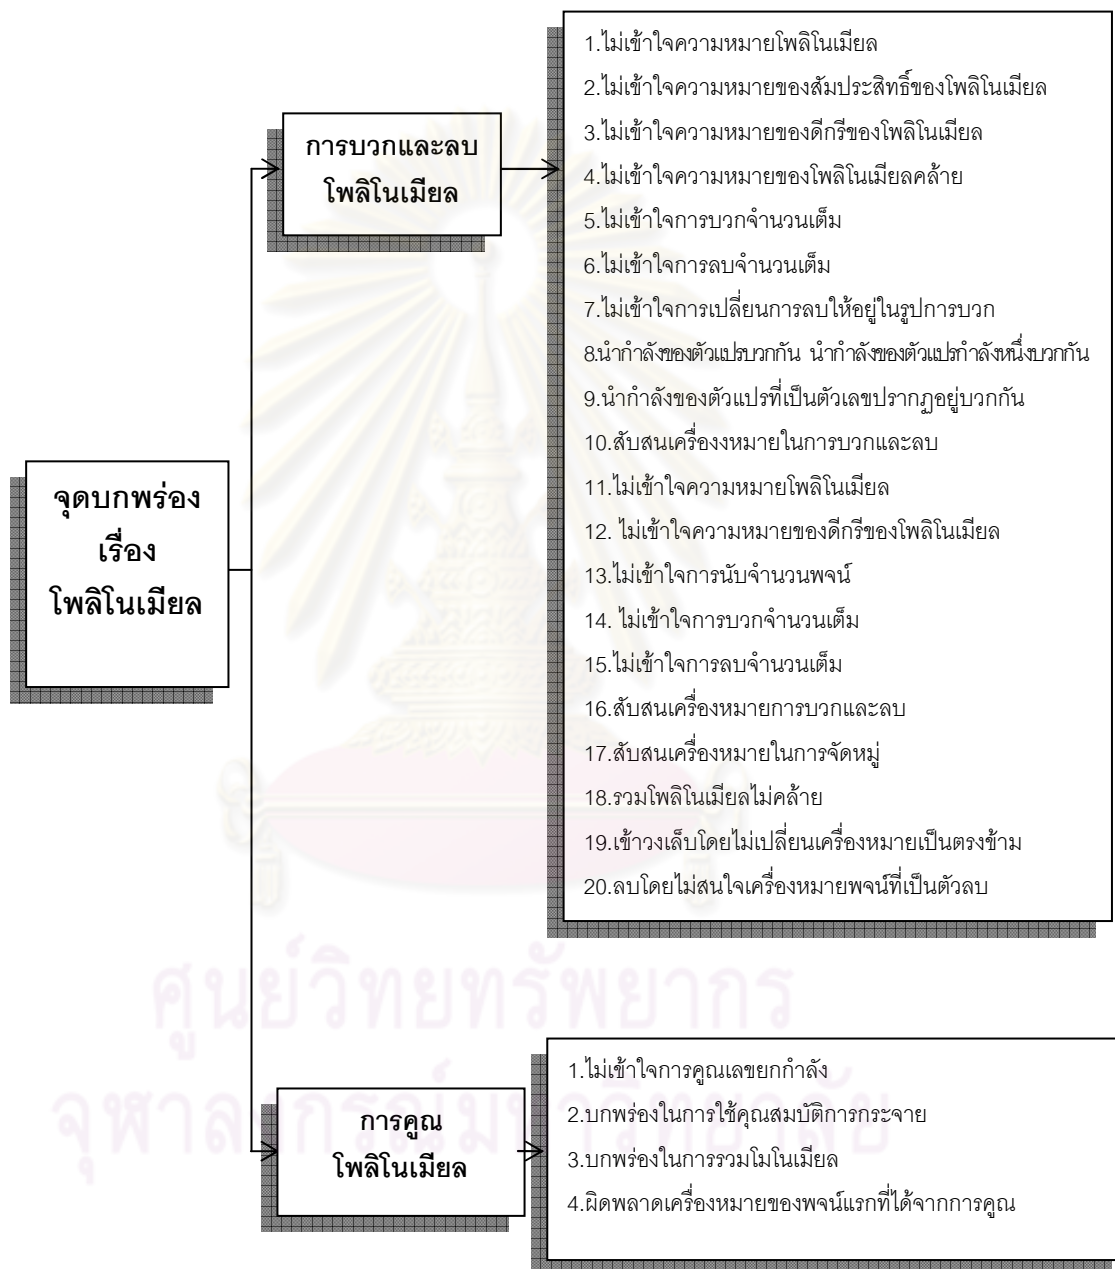 จุดบกพร่อง
เรื่อง
โพลิโนเมียล
การบวกและลบ
โพลิโนเมียล
1.ไม่เข้าใจความหมายโพลิโนเมียล
2.ไม่เข้าใจความหมายของสัมประสิทธิ์ของโพลิโนเมียล
3.ไม่เข้าใจความหมายของดีกรีของโพลิโนเมียล
4.ไม่เข้าใจความหมายของโพลิโนเมียลคล้าย
5.ไม่เข้าใจการบวกจำนวนเต็ม
6.ไม่เข้าใจการลบจำนวนเต็ม
7.ไม่เข้าใจการเปลี่ยนการลบให้อยู่ในรูปการบวก
8.นำกำลังของตัวแปรบวกกัน นำกำลังของตัวแปรกำลังหนึ่งบวกกัน
9.นำกำลังของตัวแปรที่เป็นตัวเลขปรากฏอยู่บวกกัน
10.สับสนเครื่องงหมายในการบวกและลบ
11.ไม่เข้าใจความหมายโพลิโนเมียล
12. ไม่เข้าใจความหมายของดีกรีของโพลิโนเมียล
13.ไม่เข้าใจการนับจำนวนพจน์
14. ไม่เข้าใจการบวกจำนวนเต็ม
15.ไม่เข้าใจการลบจำนวนเต็ม
16.สับสนเครื่องหมายการบวกและลบ
17.สับสนเครื่องหมายในการจัดหมู่
18.รวมโพลิโนเมียลไม่คล้าย
19.เข้าวงเล็บโดยไม่เปลี่ยนเครื่องหมายเป็นตรงข้าม
20.ลบโดยไม่สนใจเครื่องหมายพจน์ที่เป็นตัวลบ
การคูณ
โพลิโนเมียล
1.ไม่เข้าใจการคูณเลขยกกำลัง
2.บกพร่องในการใช้คุณสมบัติการกระจาย
3.บกพร่องในการรวมโมโนเมียล
4.ผิดพลาดเครื่องหมายของพจน์แรกที่ได้จากการคูณ
ศูนย์วิทยทรัพยากร
จุฬาลงกรณ์มหาวิทยาลัย